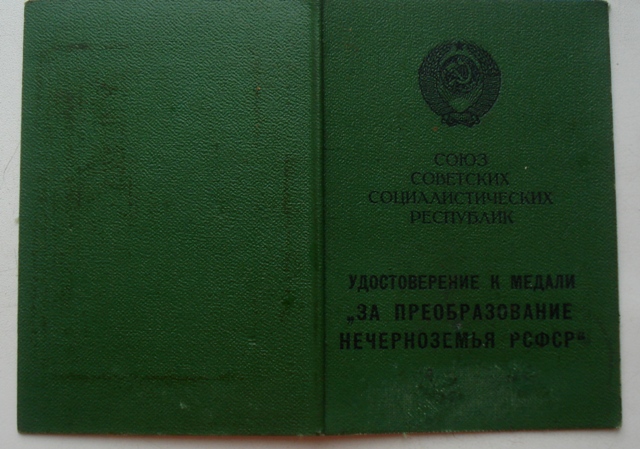 СОЮЗ
СОВЕТСКИХ
СОЦИАЛИСТИЧЕСКИХ
РЕСПУБЛИК
УДОСТОВЕРЕНИЕ К МЕДАЛИ
„ЗА ПРЕОБРАЗОВАНИЕ
НЕЧЕРНОЗЕМЬЯ РСФСР“